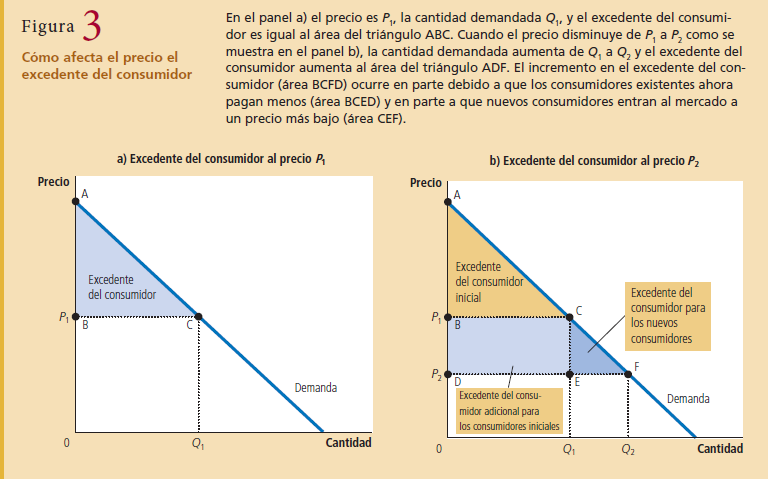 Figura 3
Cómo afecta el precio el
excedente del consumidor
En el panel a) el precio es P₁, la cantidad demandada Q₁, y el excedente del consumi-
dor es igual al área del triángulo ABC. Cuando el precio disminuye de P₁ a P₂ como se
muestra en el panel b), la cantidad demandada aumenta de Q₁ a Q₂ y el excedente del
consumidor aumenta al área del triángulo ADF. El incremento en el excedente del con-
sumidor (área BCFD) ocurre en parte debido a que los consumidores existentes ahora
pagan menos (área BCED) y en parte a que nuevos consumidores entran al mercado a
un precio más bajo (área CEF).
a) Excedente del consumidor al precio P₁
Precio
A
Excedente
del consumidor
P₁
B
C
Demanda
0
Q₁
Cantidad
b) Excedente del consumidor al precio P₂
Precio
A
Excedente
del consumidor
inicial
Excedente del
consumidor para
los nuevos
consumidores
P₁
B
C
P₂
D
E
F
Excedente del consu-
midor adicional para
los consumidores iniciales
Demanda
0
Q₁
Q₂
Cantidad